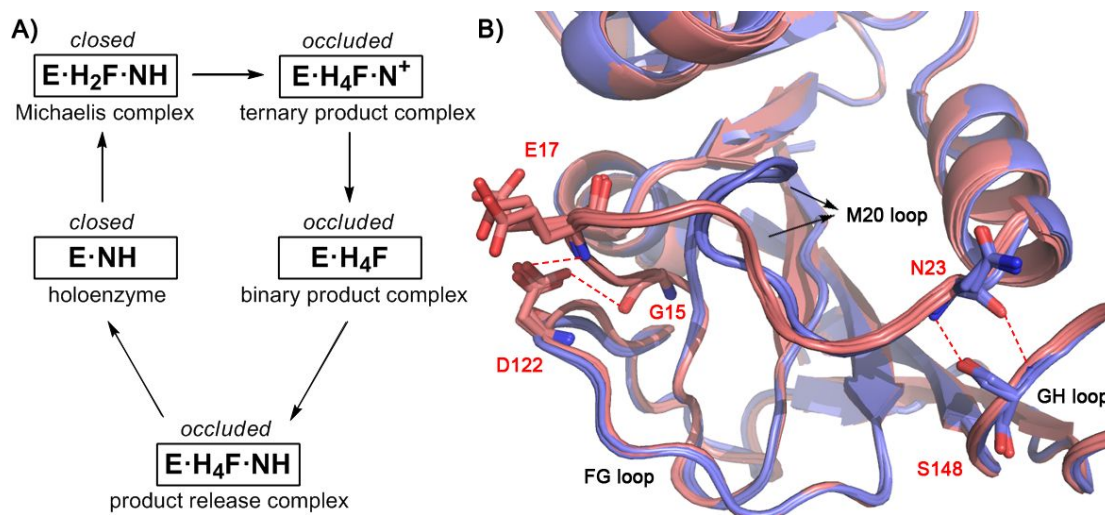 A)
closed
E·H₂F·NH
Michaelis complex
occluded
E·H₄F·N⁺
ternary product complex
closed
E·NH
holoenzyme
occluded
E·H₄F
binary product complex
occluded
E·H₄F·NH
product release complex
B)
E17
M20 loop
N23
G15
D122
GH loop
FG loop
S148